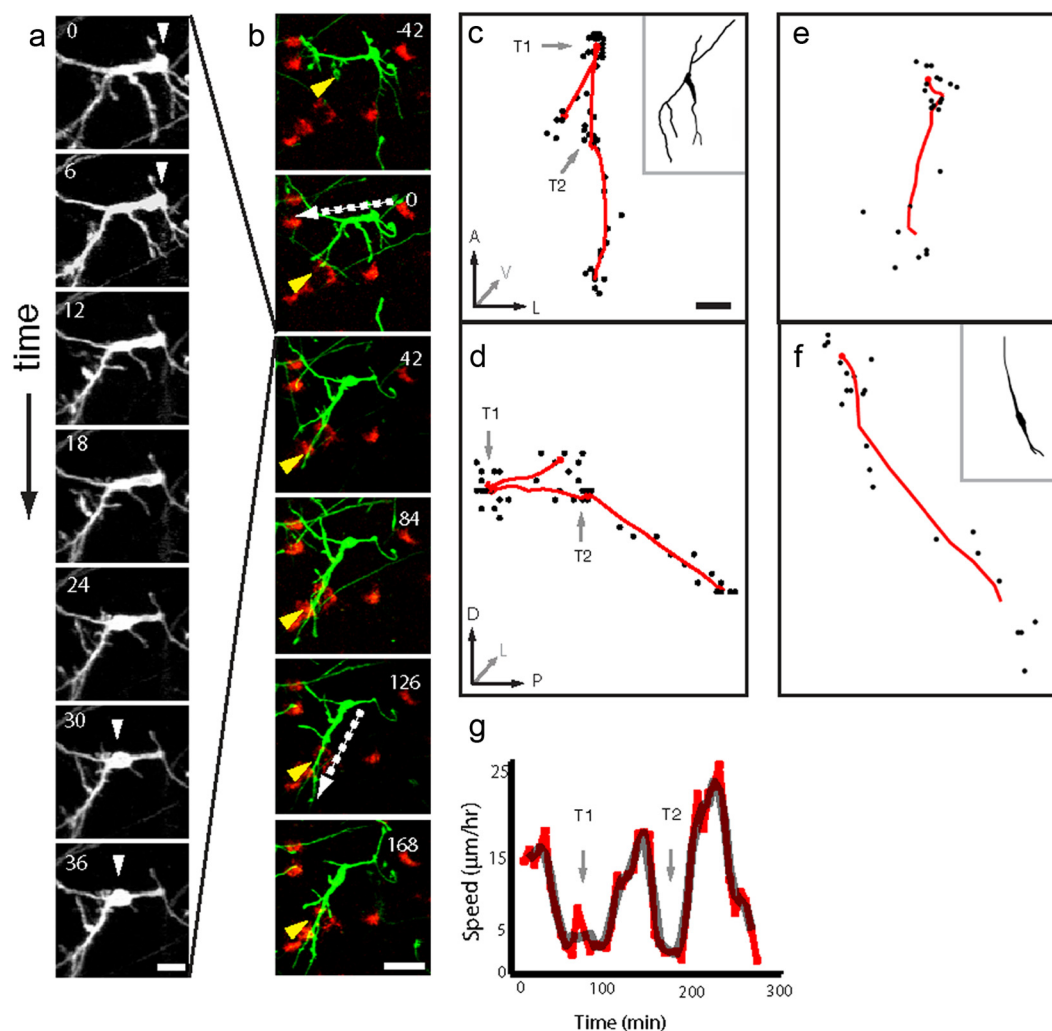 a
0
6
12
18
24
30
36
time
b
-42
0
42
84
126
168
c
T1
T2
A
V
L
d
T1
T2
D
L
P
e
f
g
25
15
5
0
Speed (μm/hr)
T1
T2
0
100
200
300
Time (min)